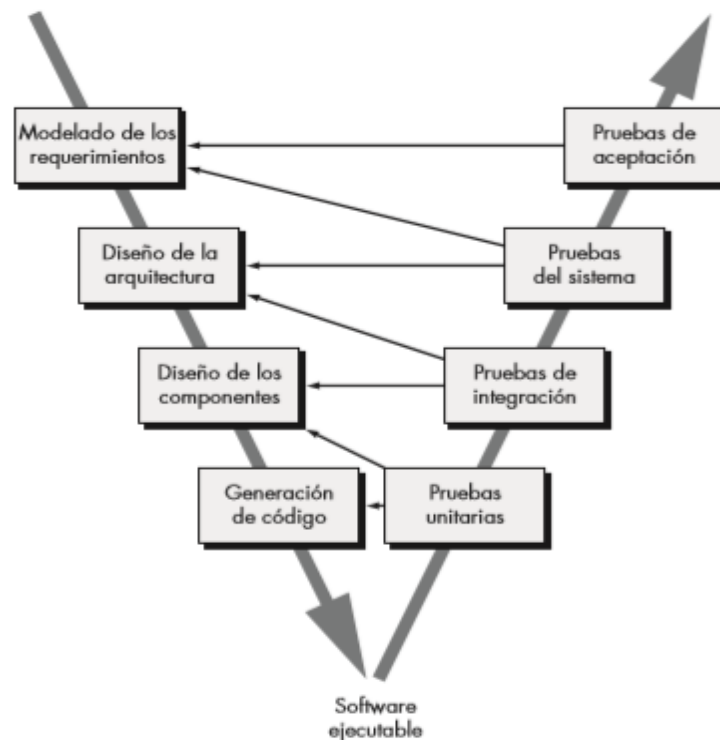 Modelado de los
requerimientos
Pruebas de
aceptación
Diseño de la
arquitectura
Pruebas
del sistema
Diseño de los
componentes
Pruebas de
integración
Generación
de código
Pruebas
unitarias
Software
ejecutable